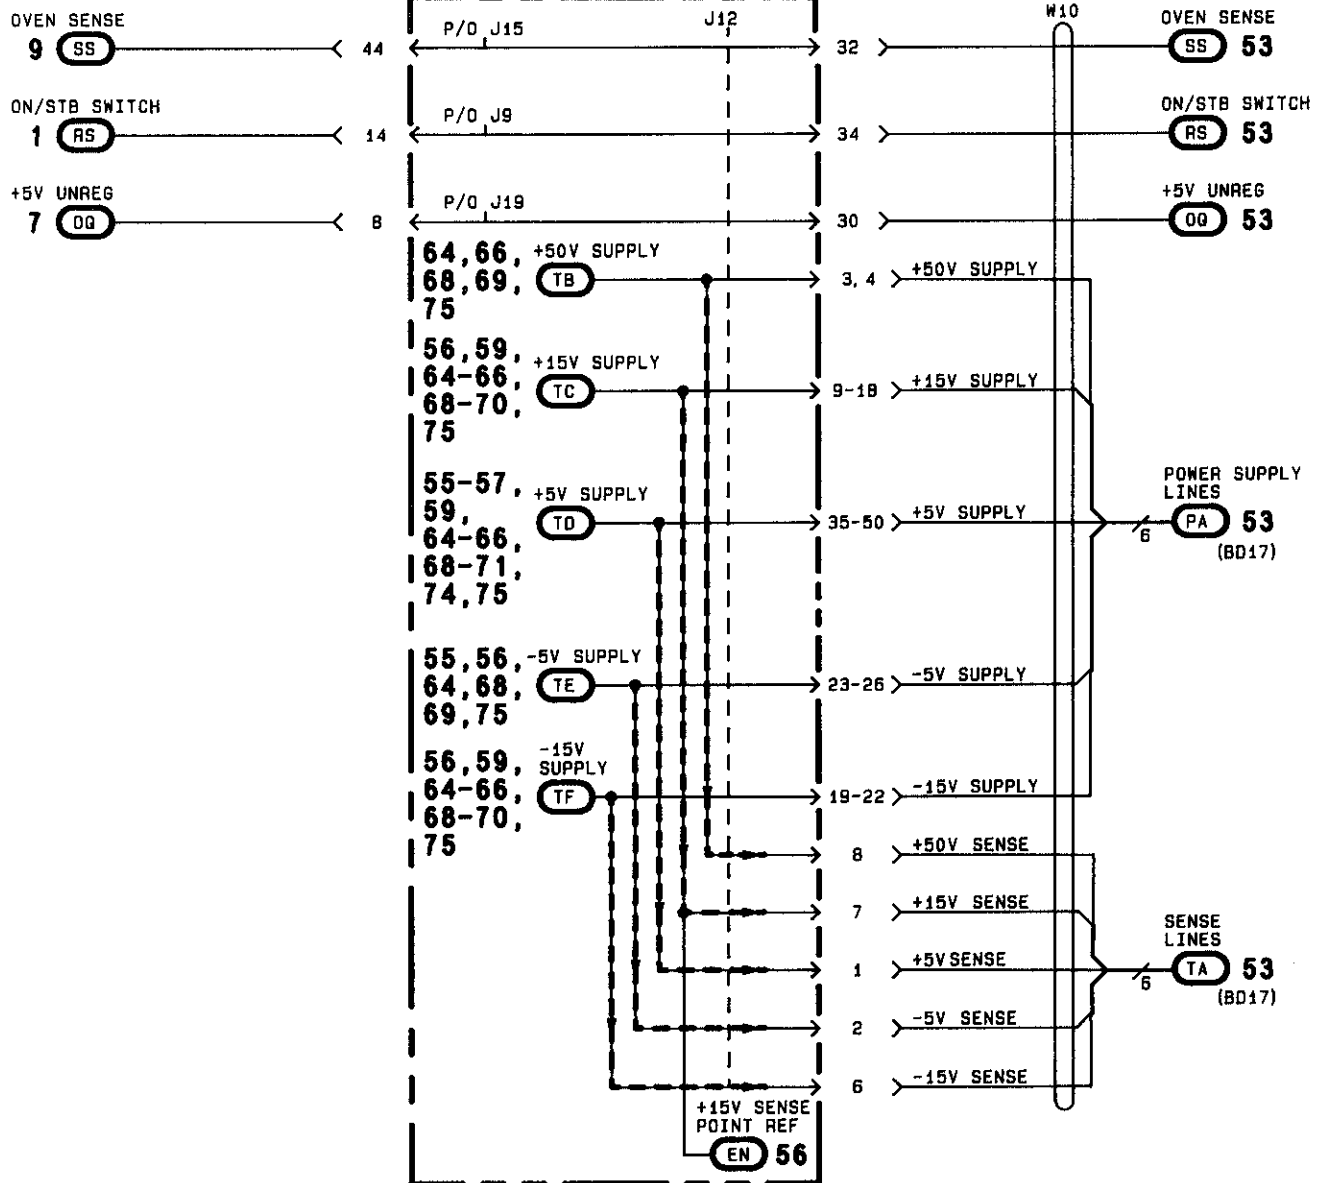 OVEN SENSE
9 SS
44
P/O J15
J12
32
W10
OVEN SENSE
SS 53
ON/STB SWITCH
1 RS
14
P/O J9
34
ON/STB SWITCH
RS 53
+5V UNREG
7 OQ
8
P/O J19
30
+5V UNREG
OQ 53
64,66,
68,69,
75
+50V SUPPLY
TB
3, 4
+50V SUPPLY
56,59,
64-66,
68-70,
75
+15V SUPPLY
TC
9-18
+15V SUPPLY
55-57,
59,
64-66,
68-71,
74,75
+5V SUPPLY
TD
35-50
+5V SUPPLY
6
POWER SUPPLY
LINES
PA 53
(BD17)
55,56,
64,68,
69,75
-5V SUPPLY
TE
23-26
-5V SUPPLY
56,59,
64-66,
68-70,
75
-15V
SUPPLY
TF
19-22
-15V SUPPLY
8
+50V SENSE
7
+15V SENSE
1
+5V SENSE
6
SENSE
LINES
TA 53
(BD17)
2
-5V SENSE
6
-15V SENSE
+15V SENSE
POINT REF
EN 56